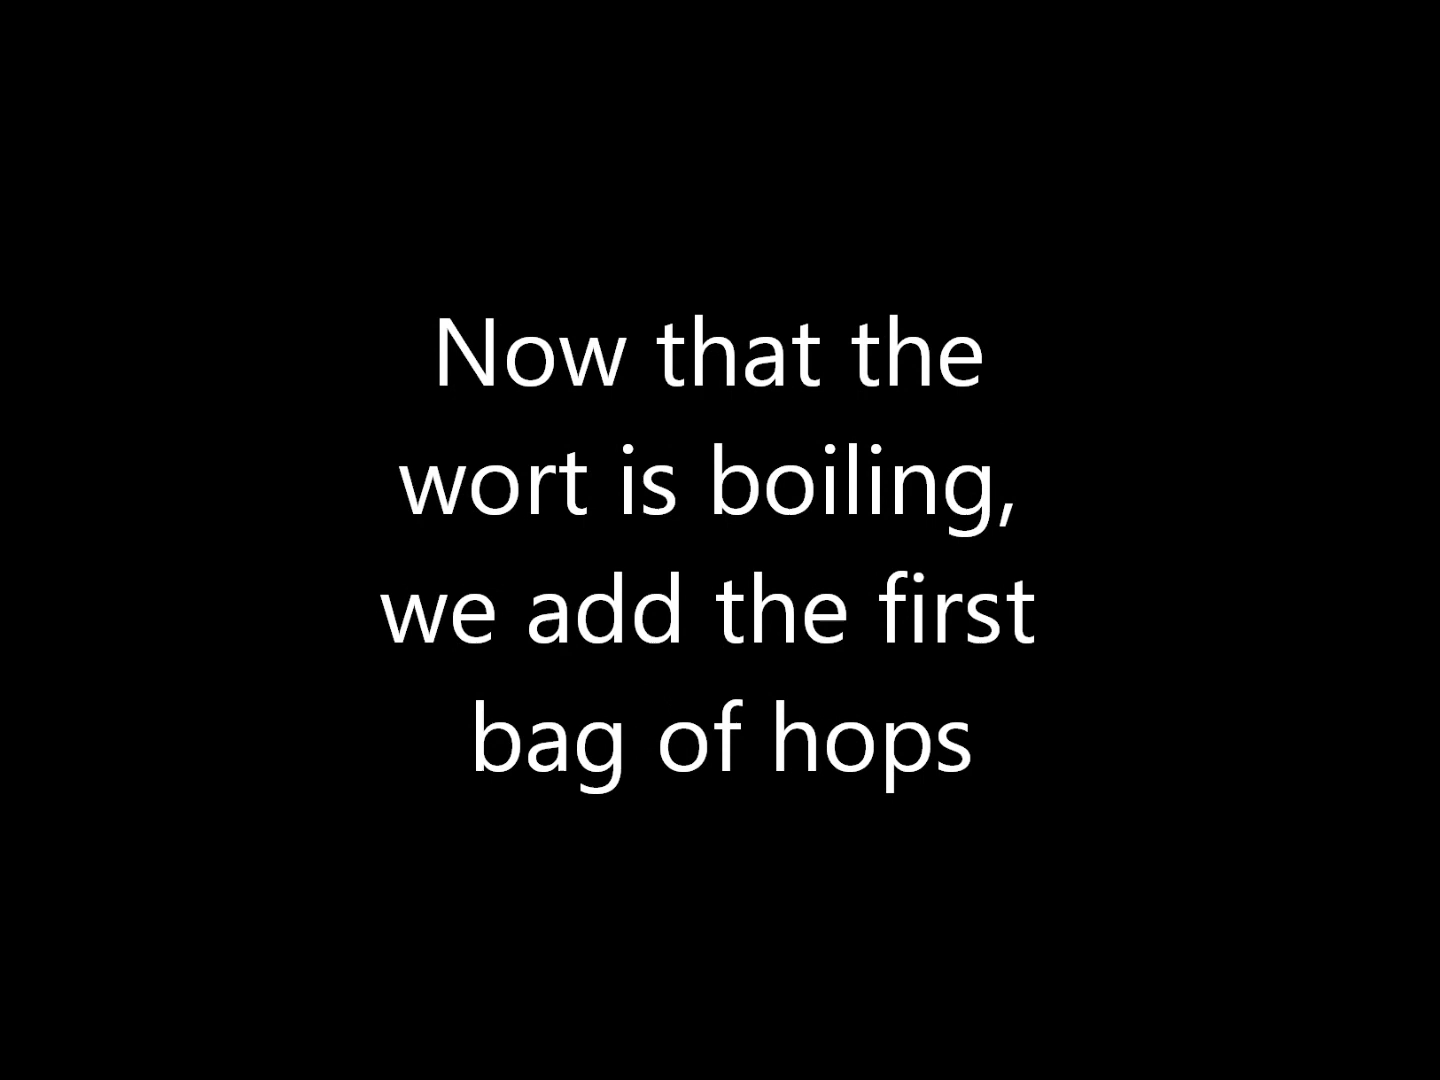 Now that the
wort is boiling,
we add the first
bag of hops